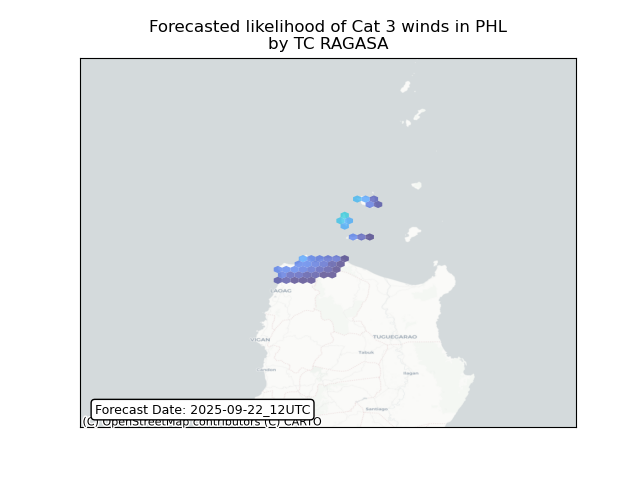 Forecasted likelihood of Cat 3 winds in PHL
by TC RAGASA
LAOAG
VIGAN
TUGUEGARAO
Tabuk
Ilagan
Santiago
Forecast Date: 2025-09-22_12UTC
(C) OpenStreetMap contributors (C) CARTO